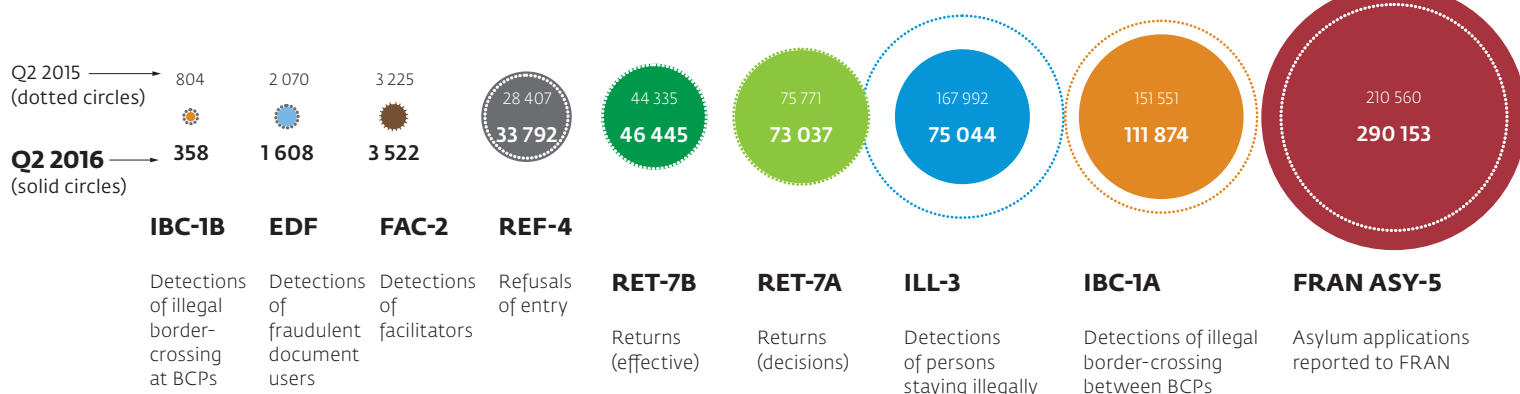 Q2 2015
(dotted circles)
804
2 070
3 225
28 407
44 335
75 771
167 992
151 551
210 560
Q2 2016
(solid circles)
358
1 608
3 522
33 792
46 445
73 037
75 044
111 874
290 153
IBC-1B
Detections
of illegal
border-
crossing
at BCPs
EDF
Detections
of
fraudulent
document
users
FAC-2
Detections
of
facilitators
REF-4
Refusals
of entry
RET-7B
Returns
(effective)
RET-7A
Returns
(decisions)
ILL-3
Detections
of persons
staying illegally
IBC-1A
Detections of illegal
border-crossing
between BCPs
FRAN ASY-5
Asylum applications
reported to FRAN